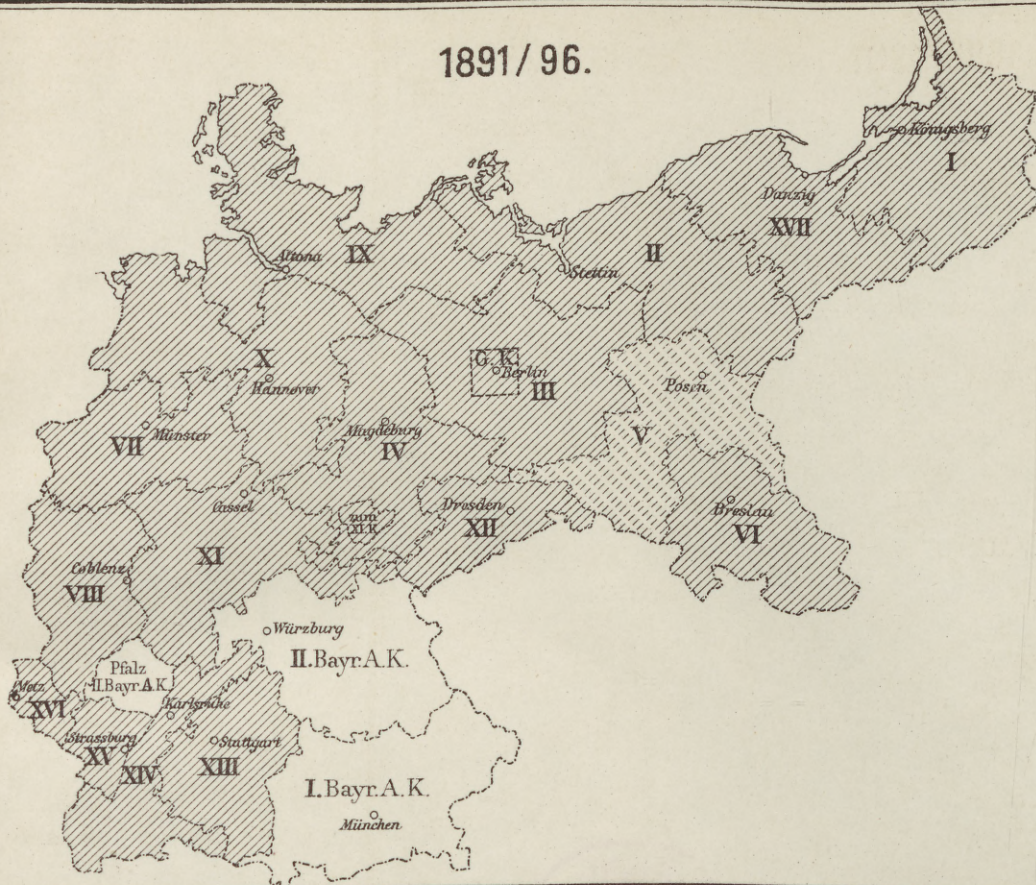 1891/96.
Königsberg
I
Danzig
XVII
Altona
IX
Stettin
II
X
Hannover
G. K.
Berlin
III
Posen
VII
Münster
Magdeburg
IV
V
Cassel
zum
XI.K.
Dresden
XII
Breslau
VI
XI
Coblenz
VIII
Würzburg
II.Bayr.A.K.
Pfalz
II.Bayr.A.K.
Metz
XVI
Karlsruhe
Strassburg
XV
XIV
Stuttgart
XIII
I.Bayr.A.K.
München